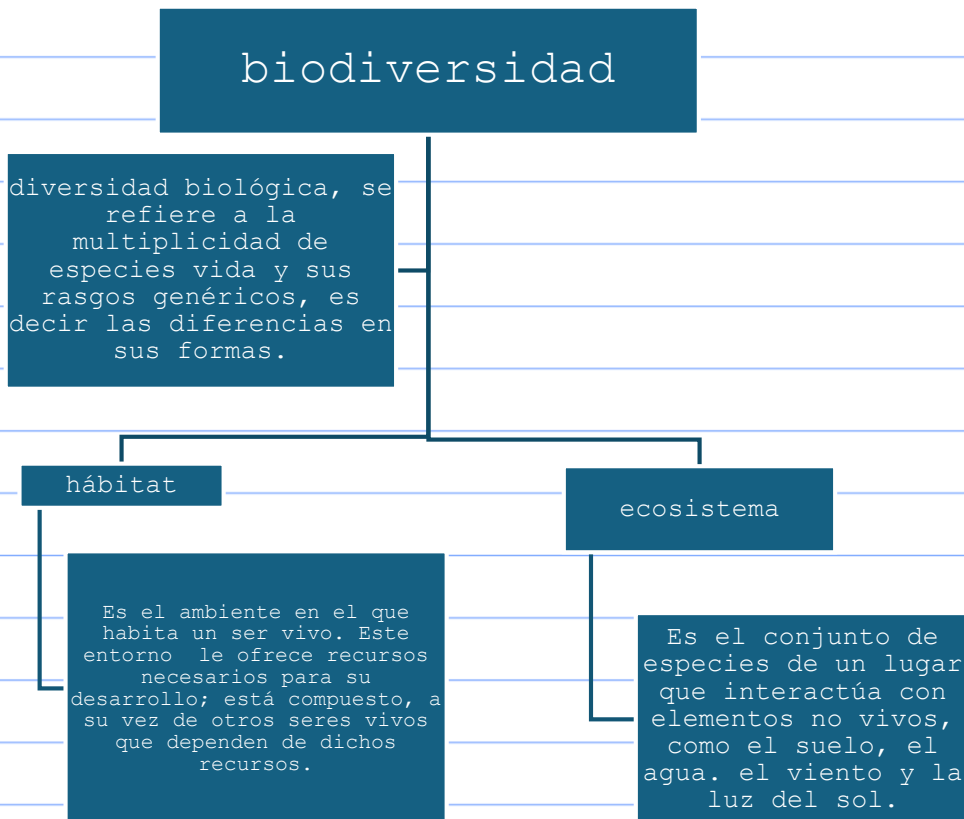 biodiversidad
diversidad biológica, se
refiere a la
multiplicidad de
especies vida y sus
rasgos genéricos, es
decir las diferencias en
sus formas.
hábitat
Es el ambiente en el que
habita un ser vivo. Este
entorno  le ofrece recursos
necesarios para su
desarrollo; está compuesto, a
su vez de otros seres vivos
que dependen de dichos
recursos.
ecosistema
Es el conjunto de
especies de un lugar
que interactúa con
elementos no vivos,
como el suelo, el
agua. el viento y la
luz del sol.